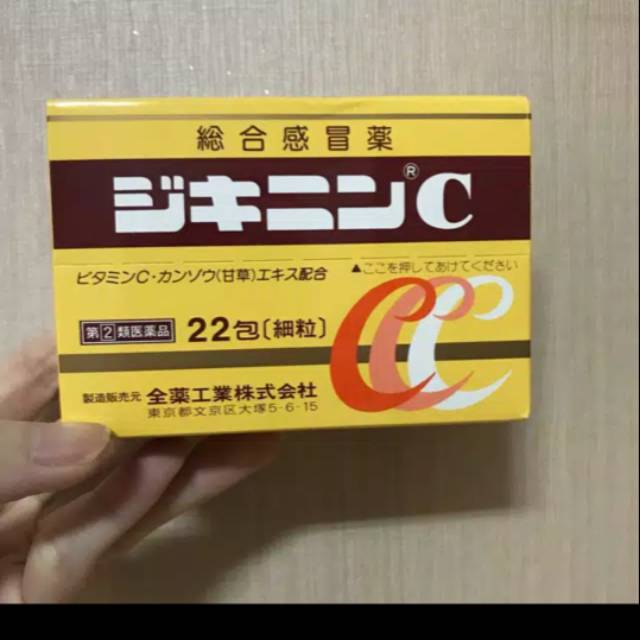 総合感冒薬
ジキニン®C
ビタミンC・カンゾウ(甘草)エキス配合
▲ここを押してあけてください
指②類医薬品 22包〔細粒〕
CCC
製造販売元 全薬工業株式会社
東京都文京区大塚5-6-15